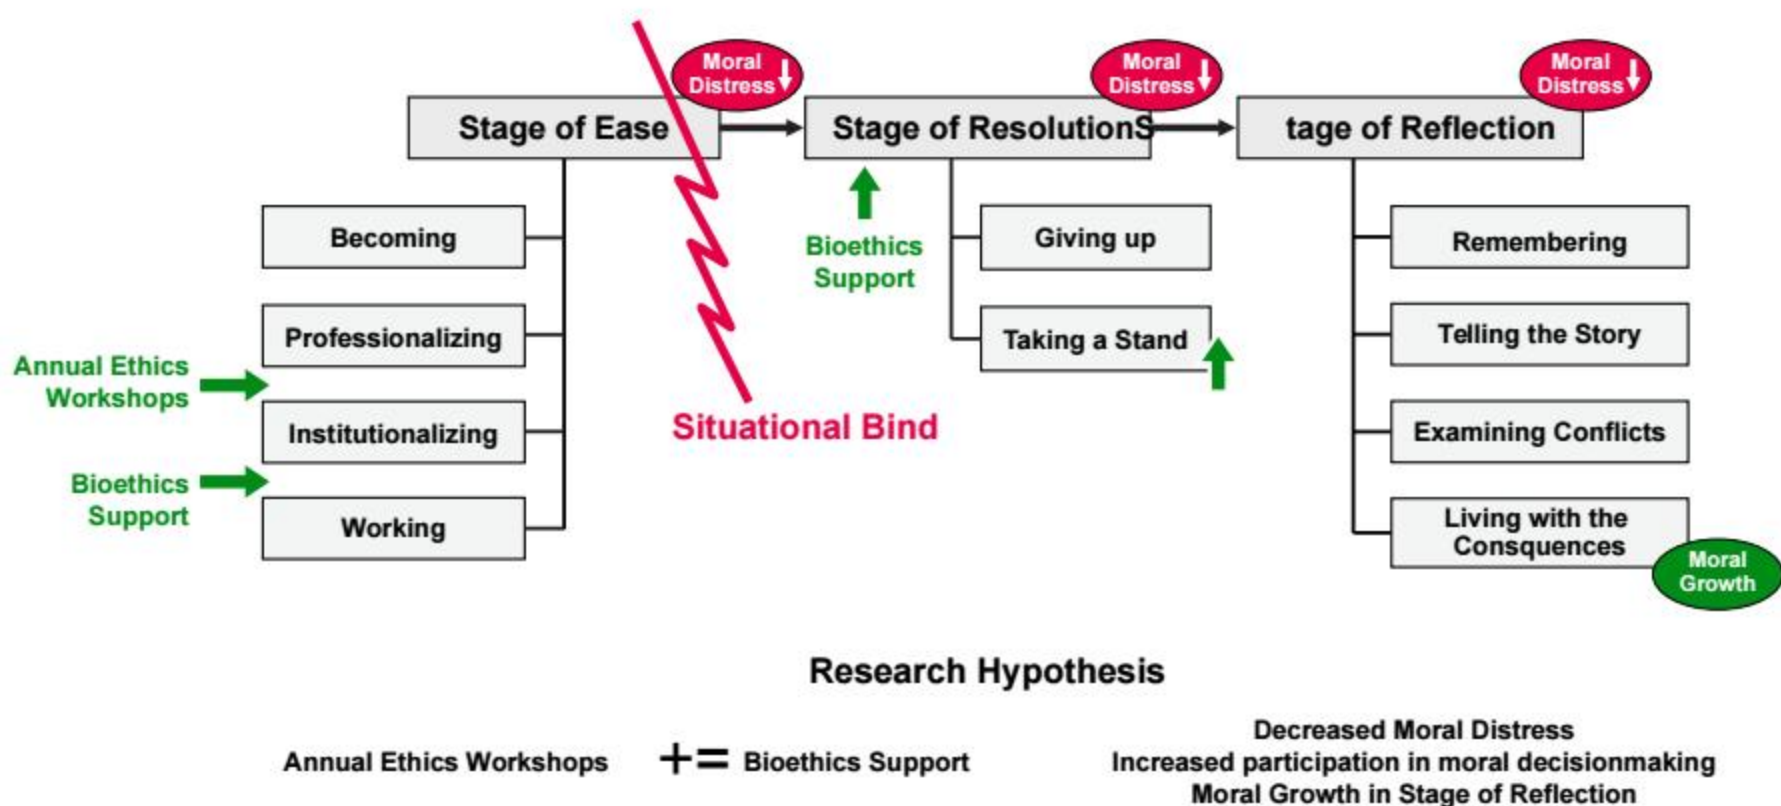 Moral
Distress
Moral
Distress
Moral
Distress
Stage of Ease
Stage of ResolutionS
tage of Reflection
Becoming
Professionalizing
Institutionalizing
Working
Annual Ethics
Workshops
Bioethics
Support
Situational Bind
Bioethics
Support
Giving up
Taking a Stand
Remembering
Telling the Story
Examining Conflicts
Living with the
Consquences
Moral
Growth
Research Hypothesis
Annual Ethics Workshops += Bioethics Support
Decreased Moral Distress
Increased participation in moral decisionmaking
Moral Growth in Stage of Reflection